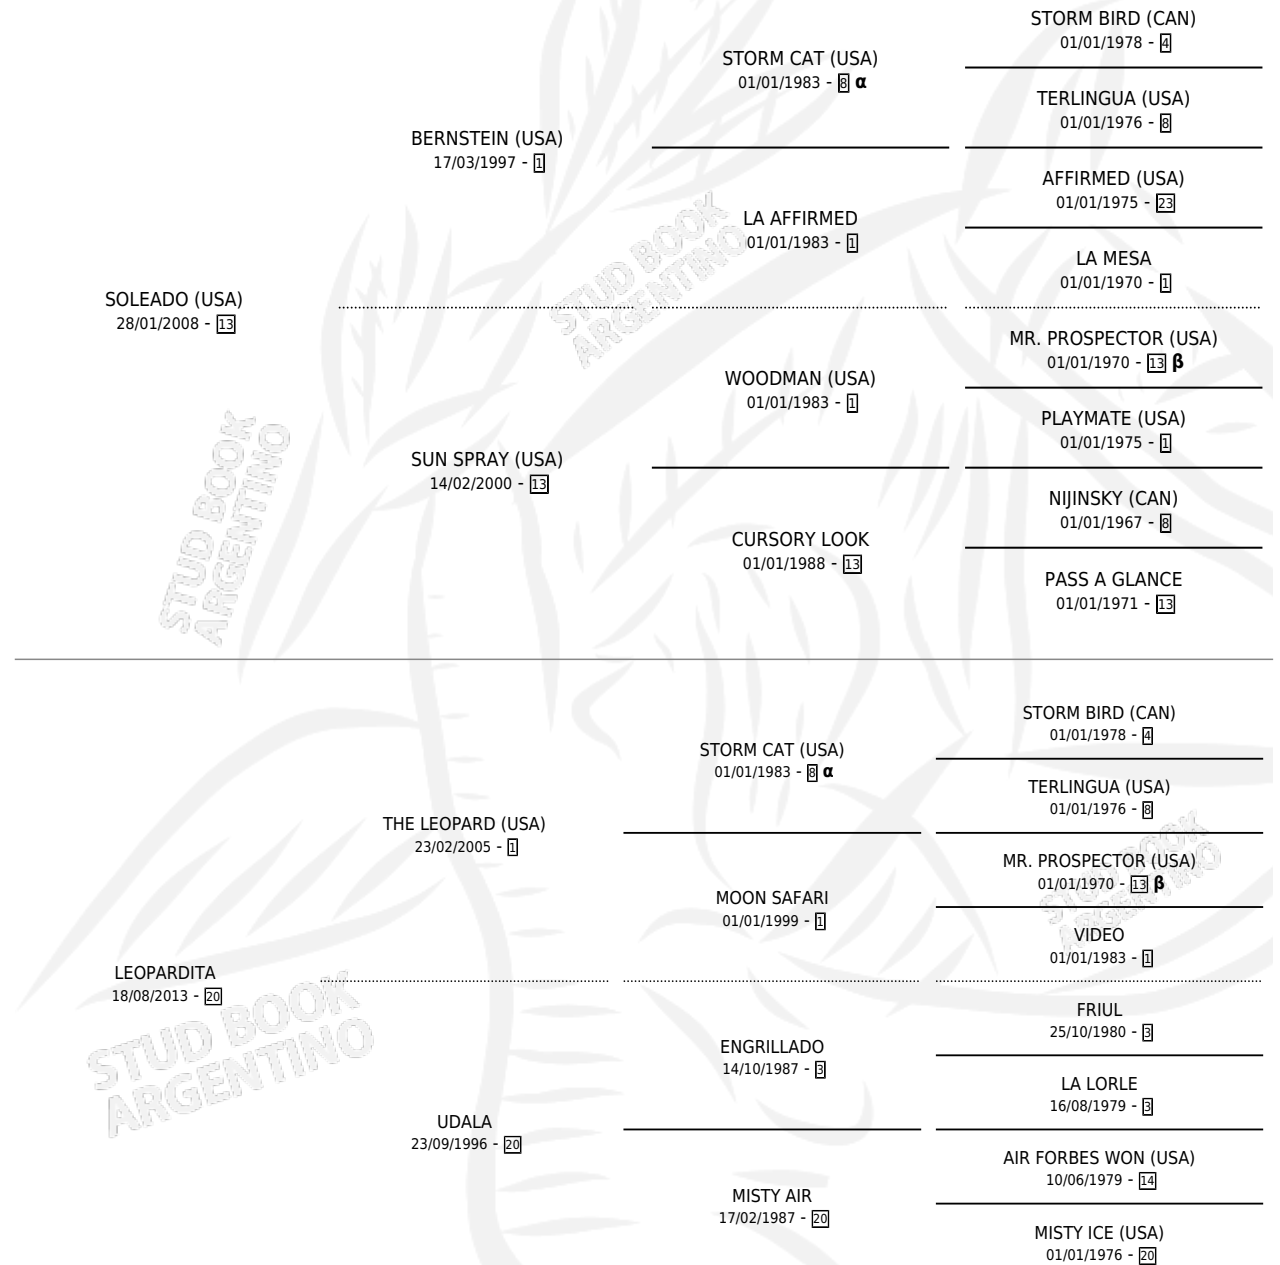 STORM BIRD (CAN)
01/01/1978 - 4
STORM CAT (USA)
01/01/1983 - 8 α
TERLINGUA (USA)
01/01/1976 - 8
BERNSTEIN (USA)
17/03/1997 - 1
AFFIRMED (USA)
01/01/1975 - 23
LA AFFIRMED
01/01/1983 - 1
LA MESA
01/01/1970 - 1
SOLEADO (USA)
28/01/2008 - 13
MR. PROSPECTOR (USA)
01/01/1970 - 13 β
WOODMAN (USA)
01/01/1983 - 1
PLAYMATE (USA)
01/01/1975 - 1
SUN SPRAY (USA)
14/02/2000 - 13
NIJINSKY (CAN)
01/01/1967 - 8
CURSORY LOOK
01/01/1988 - 13
PASS A GLANCE
01/01/1971 - 13
STUD BOOK
ARGENTINO
STUD BOOK
ARGENTINO
STORM BIRD (CAN)
01/01/1978 - 4
STORM CAT (USA)
01/01/1983 - 8 α
TERLINGUA (USA)
01/01/1976 - 8
THE LEOPARD (USA)
23/02/2005 - 1
MR. PROSPECTOR (USA)
01/01/1970 - 13 β
MOON SAFARI
01/01/1999 - 1
VIDEO
01/01/1983 - 1
LEOPARDITA
18/08/2013 - 20
FRIUL
25/10/1980 - 3
ENGRILLADO
14/10/1987 - 3
LA LORLE
16/08/1979 - 3
UDALA
23/09/1996 - 20
AIR FORBES WON (USA)
10/06/1979 - 14
MISTY AIR
17/02/1987 - 20
MISTY ICE (USA)
01/01/1976 - 20
STUD BOOK
ARGENTINO
STUD BOOK
ARGENTINO